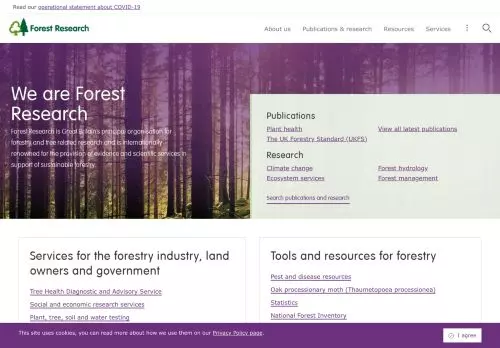 Read our operational statement about COVID-19
Forest Research
About us
Publications & research
Resources
Services
We are Forest
Research
Forest Research is Great Britain's principal organisation for
forestry and tree related research and is internationally
renowned for the provision of evidence and scientific services in
support of sustainable forestry.
Publications
Plant health
View all latest publications
The UK Forestry Standard (UKFS)
Research
Climate change
Forest hydrology
Ecosystem services
Forest management
Search publications and research
Services for the forestry industry, land
owners and government
Tree Health Diagnostic and Advisory Service
Social and economic research services
Plant, tree, soil and water testing
Tools and resources for forestry
Pest and disease resources
Oak processionary moth (Thaumetopoea processionea)
Statistics
National Forest Inventory
This site uses cookies, you can read more about how we use them on our Privacy Policy page.
I agree